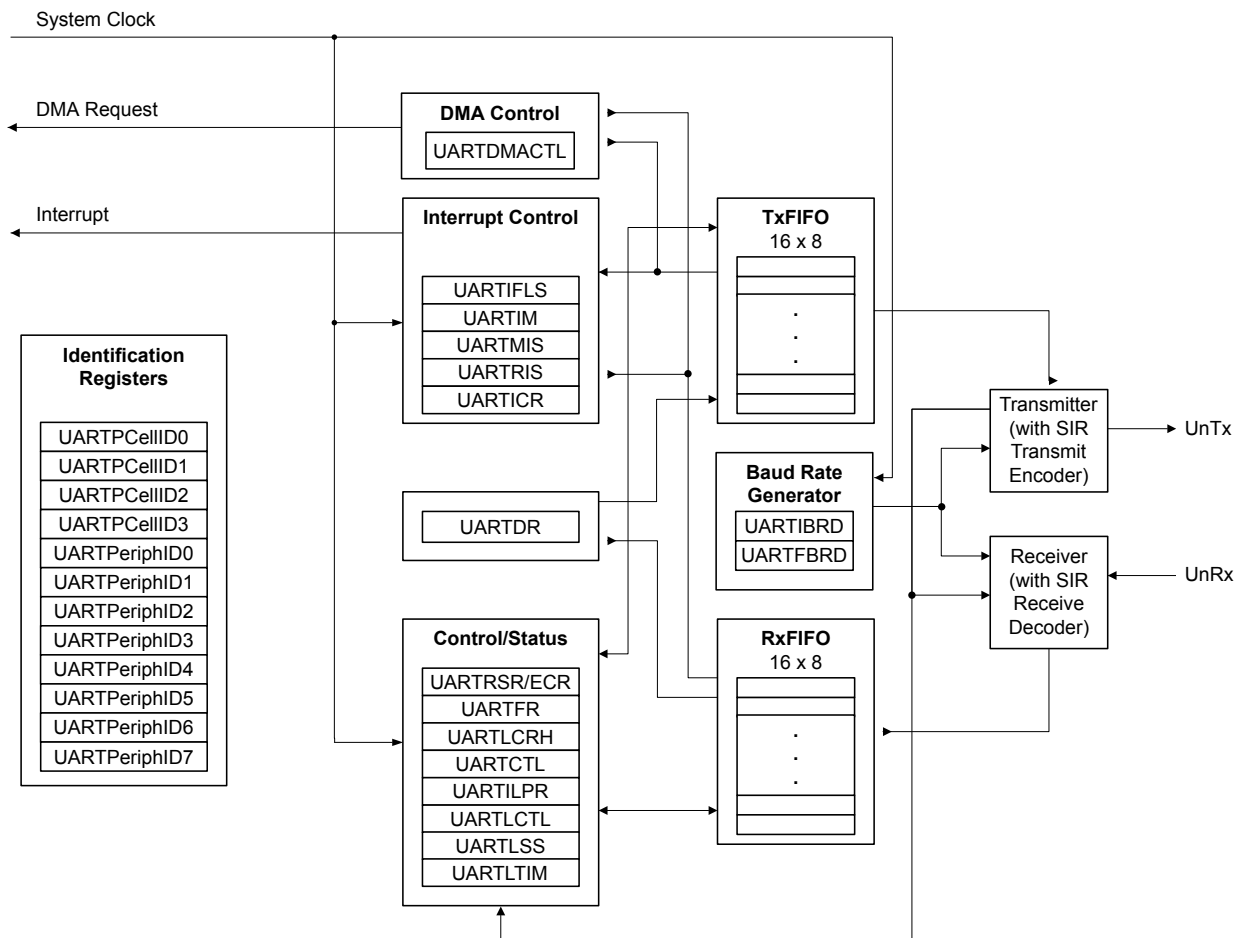 System Clock
DMA Request
DMA Control
UARTDMACTL
Interrupt
Interrupt Control
UARTIFLS
UARTIM
UARTMIS
UARTRIS
UARTICR
TxFIFO
16 x 8
.
.
.
Identification
Registers
UARTPCellID0
UARTPCellID1
UARTPCellID2
UARTPCellID3
UARTPeriphID0
UARTPeriphID1
UARTPeriphID2
UARTPeriphID3
UARTPeriphID4
UARTPeriphID5
UARTPeriphID6
UARTPeriphID7
Transmitter
(with SIR
Transmit
Encoder)
UnTx
UARTDR
Baud Rate
Generator
UARTIBRD
UARTFBRD
Receiver
(with SIR
Receive
Decoder)
UnRx
Control/Status
UARTRSR/ECR
UARTFR
UARTLCRH
UARTCTL
UARTILPR
UARTLCTL
UARTLSS
UARTLTIM
RxFIFO
16 x 8
.
.
.